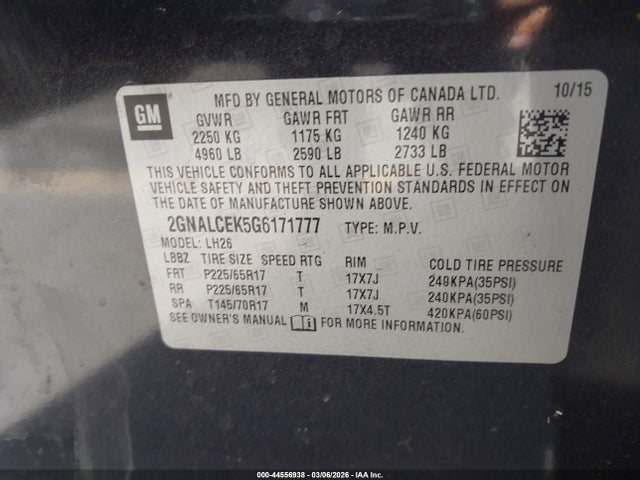 GM
MFD BY GENERAL MOTORS OF CANADA LTD. 10/15
GVWR GAWR FRT GAWR RR
2250 KG 1175 KG 1240 KG
4960 LB 2590 LB 2733 LB
THIS VEHICLE CONFORMS TO ALL APPLICABLE U.S. FEDERAL MOTOR
VEHICLE SAFETY AND THEFT PREVENTION STANDARDS IN EFFECT ON
THE DATE OF MANUFACTURE SHOWN ABOVE.
2GNALCEK5G6171777 TYPE: M.P.V.
MODEL: LH26
LBBZ TIRE SIZE SPEED RTG RIM COLD TIRE PRESSURE
FRT P225/65R17 T 17X7J 240KPA(35PSI)
RR P225/65R17 T 17X7J 240KPA(35PSI)
SPA T145/70R17 M 17X4.5T 420KPA(60PSI)
SEE OWNER'S MANUAL FOR MORE INFORMATION.
000-44556938 - 03/06/2026 - IAA Inc.